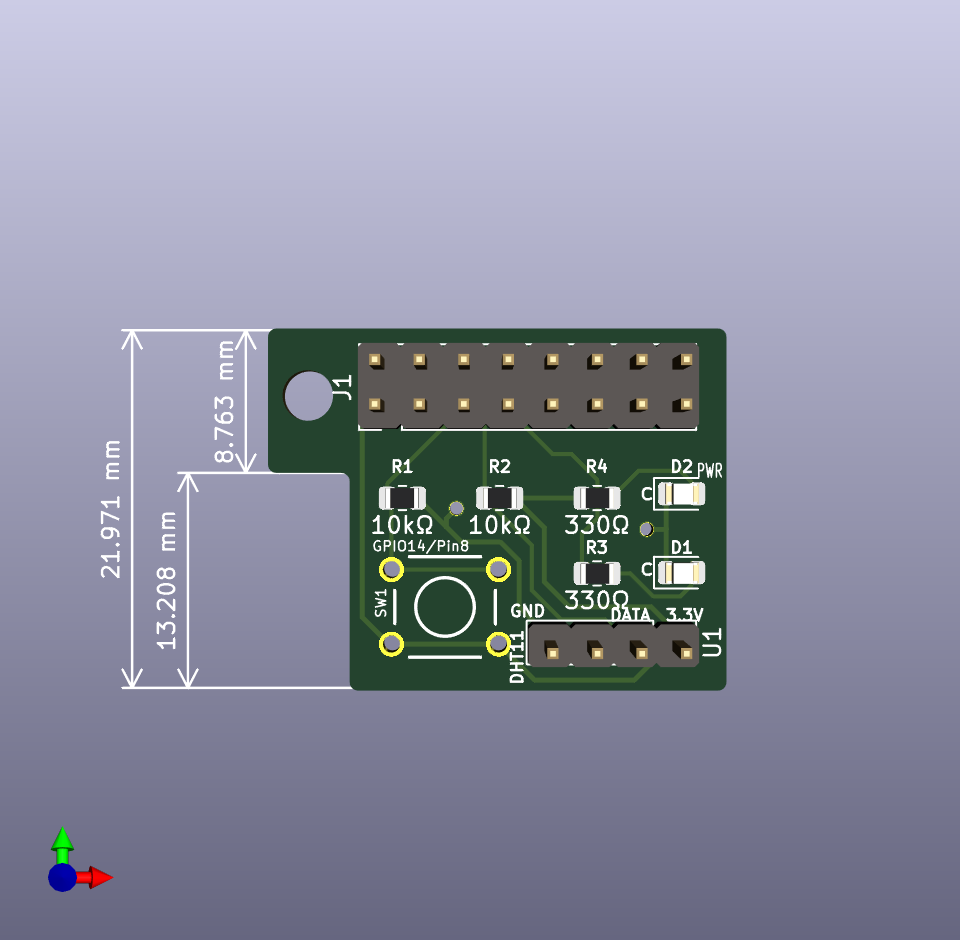 21.971 mm
13.208 mm
8.763 mm
J1
R1
R2
R4
D2
PWR
C
10kΩ
10kΩ
330Ω
GPIO14/Pin8
R3
D1
C
SW1
330Ω
GND
DATA
3.3V
DHT11
U1